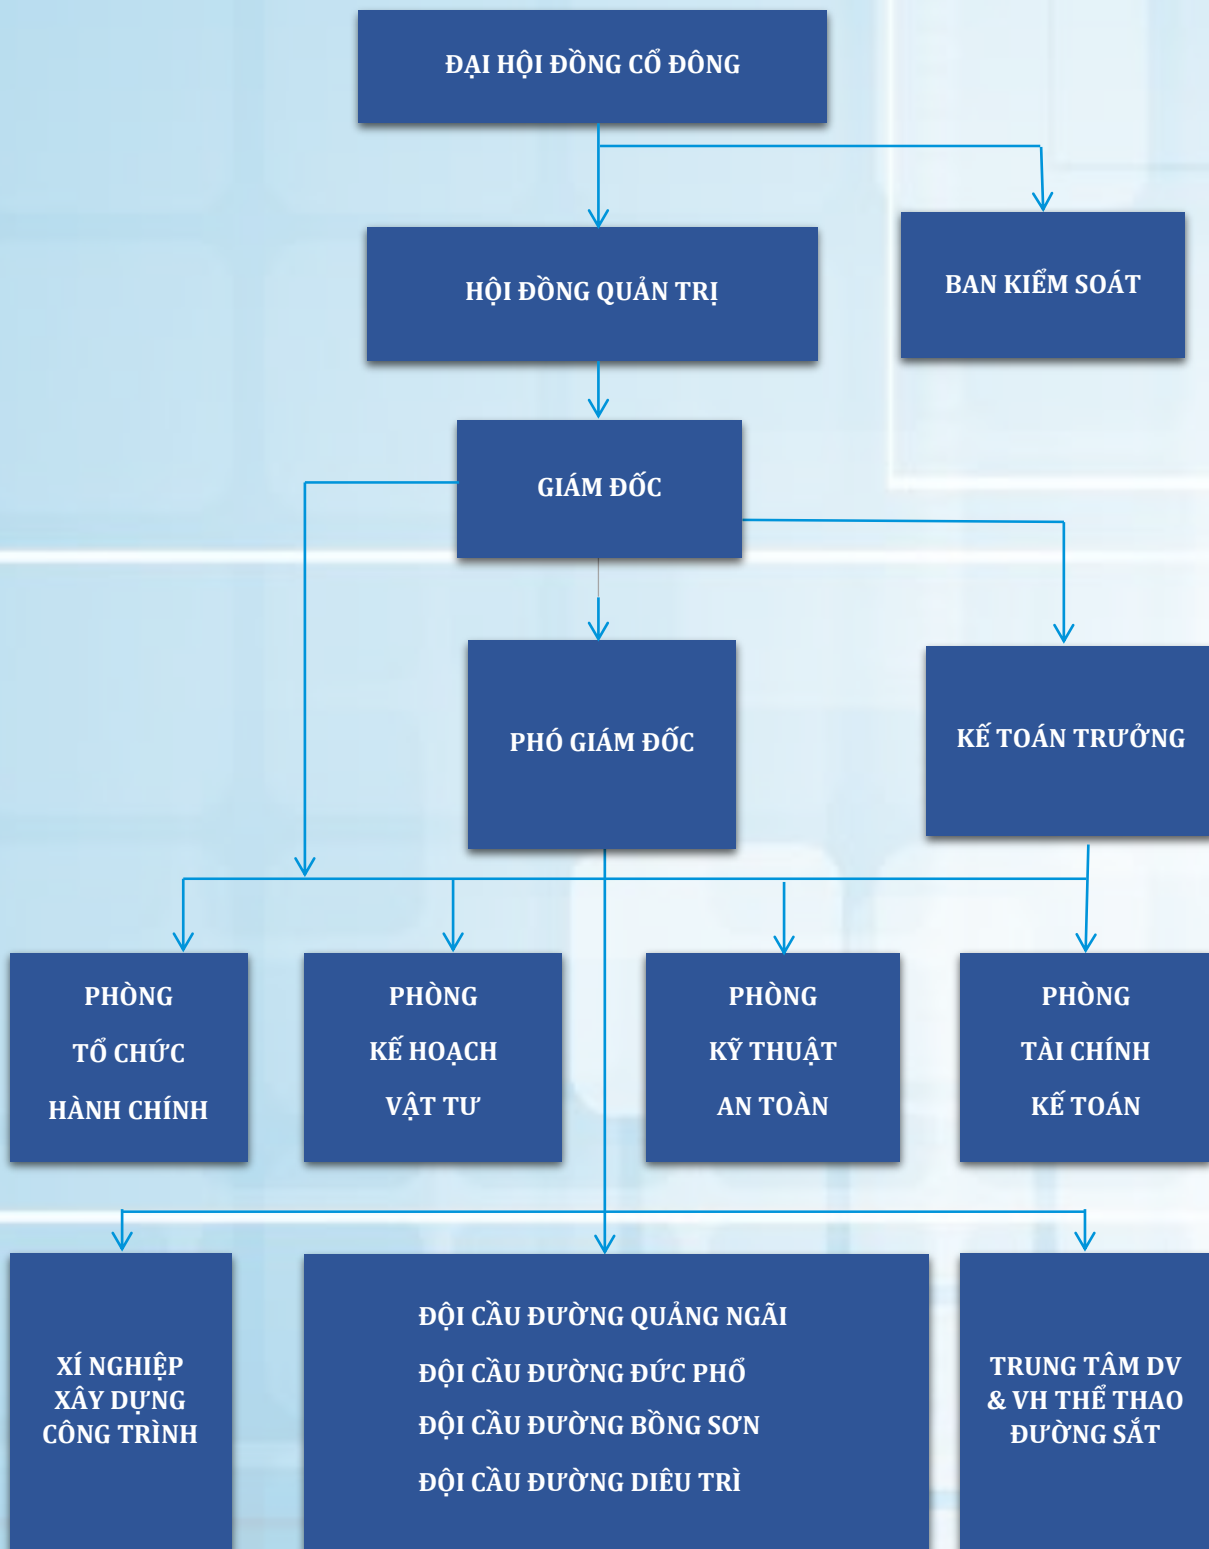 ĐẠI HỘI ĐỒNG CỔ ĐÔNG
HỘI ĐỒNG QUẢN TRỊ
BAN KIỂM SOÁT
GIÁM ĐỐC
PHÓ GIÁM ĐỐC
KẾ TOÁN TRƯỞNG
PHÒNG
TỔ CHỨC
HÀNH CHÍNH
PHÒNG
KẾ HOẠCH
VẬT TƯ
PHÒNG
KỸ THUẬT
AN TOÀN
PHÒNG
TÀI CHÍNH
KẾ TOÁN
XÍ NGHIỆP
XÂY DỰNG
CÔNG TRÌNH
ĐỘI CẦU ĐƯỜNG QUẢNG NGÃI
ĐỘI CẦU ĐƯỜNG ĐỨC PHỔ
ĐỘI CẦU ĐƯỜNG BỒNG SƠN
ĐỘI CẦU ĐƯỜNG DIÊU TRÌ
TRUNG TÂM DV
& VH THỂ THAO
ĐƯỜNG SẮT